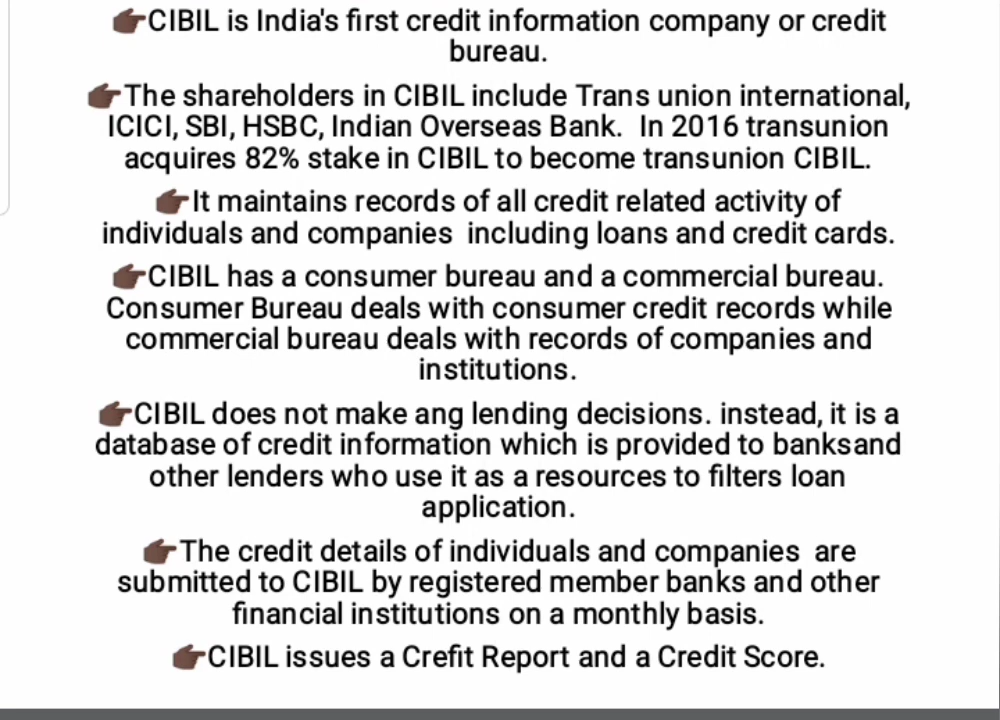 👉🏿CIBIL is India's first credit information company or credit
bureau.
👉🏿The shareholders in CIBIL include Trans union international,
ICICI, SBI, HSBC, Indian Overseas Bank.  In 2016 transunion
acquires 82% stake in CIBIL to become transunion CIBIL.
👉🏿It maintains records of all credit related activity of
individuals and companies  including loans and credit cards.
👉🏿CIBIL has a consumer bureau and a commercial bureau.
Consumer Bureau deals with consumer credit records while
commercial bureau deals with records of companies and
institutions.
👉🏿CIBIL does not make ang lending decisions. instead, it is a
database of credit information which is provided to banksand
other lenders who use it as a resources to filters loan
application.
👉🏿The credit details of individuals and companies  are
submitted to CIBIL by registered member banks and other
financial institutions on a monthly basis.
👉🏿CIBIL issues a Crefit Report and a Credit Score.